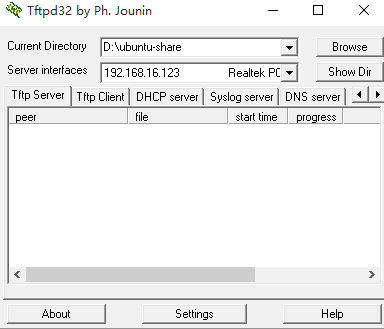 Tftpd32 by Ph. Jounin
Current Directory D:\ubuntu-share Browse
Server interfaces 192.168.16.123 Realtek PC Show Dir
Tftp Server Tftp Client DHCP server Syslog server DNS server
peer file start time progress
About Settings Help